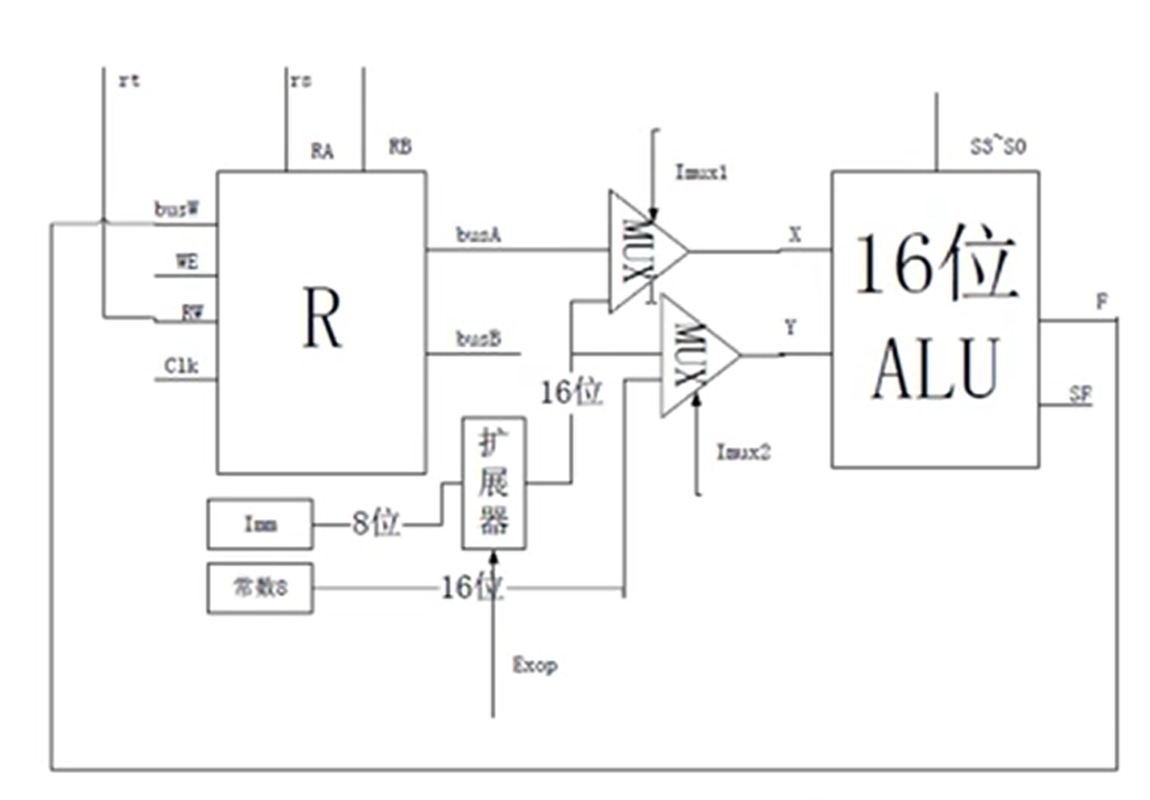 rt
rs
RA
RB
S3~S0
Imux1
busW
busA
MUX
X
16位
WE
R
F
RW
busB
MUX
Y
ALU
Clk
16位
SF
扩展器
Imux2
Imm
8位
常数8
16位
Exop